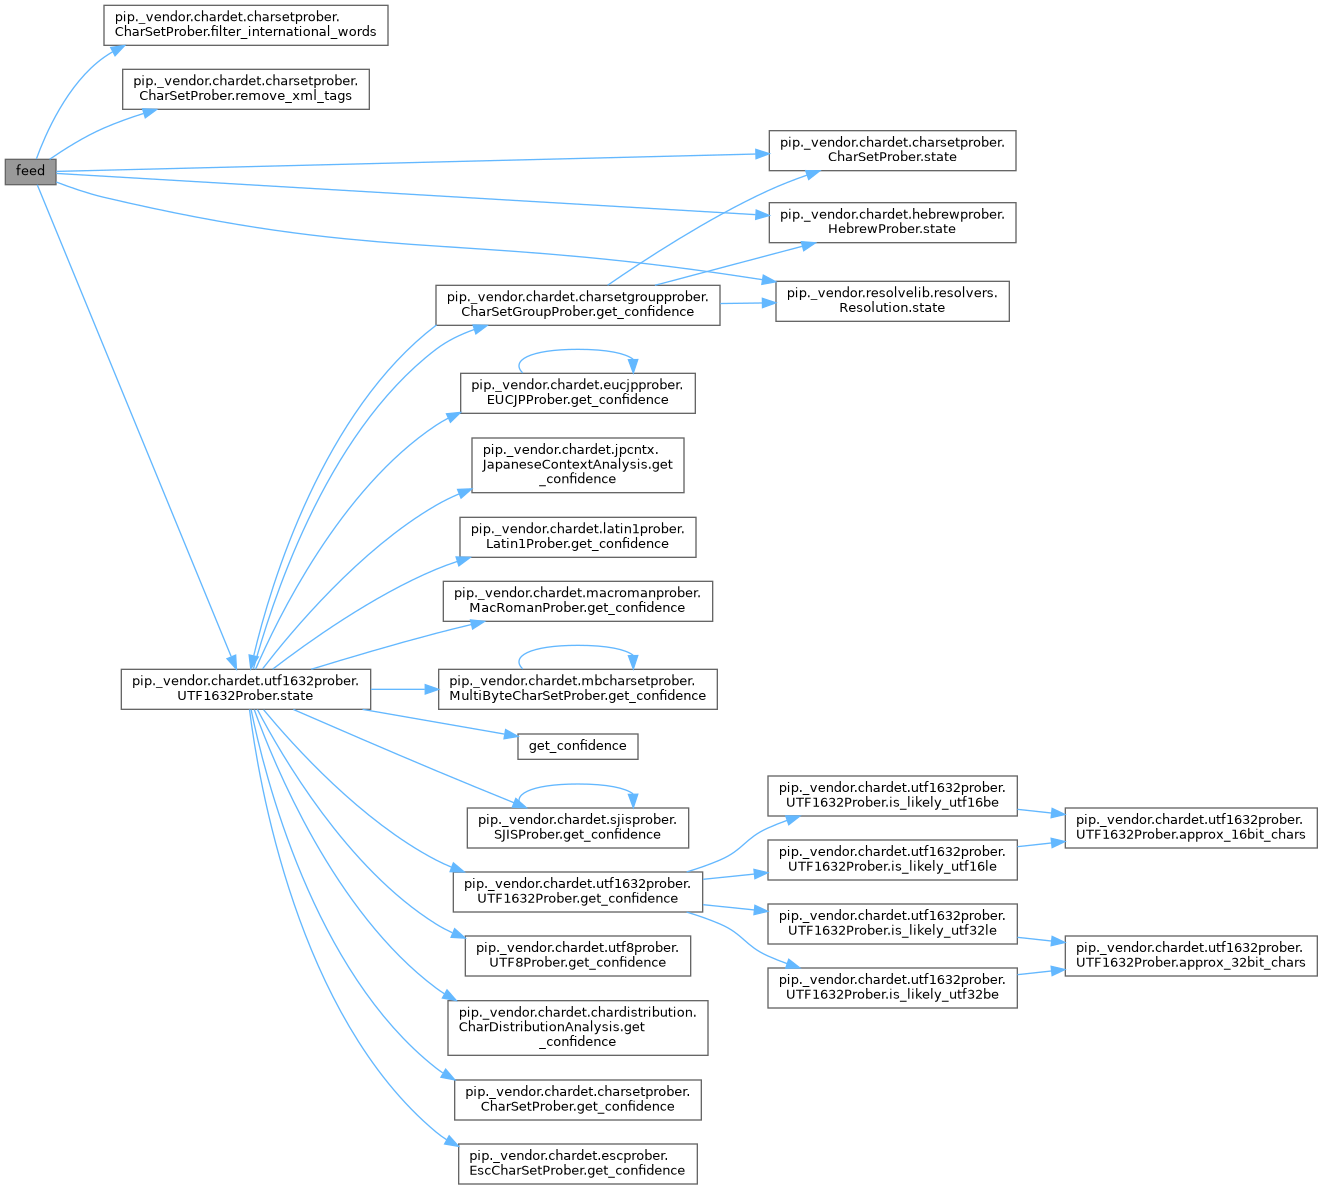 pip._vendor.chardet.charsetprober.
CharSetProber.filter_international_words
pip._vendor.chardet.charsetprober.
CharSetProber.remove_xml_tags
feed
pip._vendor.chardet.charsetprober.
CharSetProber.state
pip._vendor.chardet.hebrewprober.
HebrewProber.state
pip._vendor.resolvelib.resolvers.
Resolution.state
pip._vendor.chardet.charsetgroupprober.
CharSetGroupProber.get_confidence
pip._vendor.chardet.eucjpprober.
EUCJPProber.get_confidence
pip._vendor.chardet.jpcntx.
JapaneseContextAnalysis.get
_confidence
pip._vendor.chardet.latin1prober.
Latin1Prober.get_confidence
pip._vendor.chardet.macromanprober.
MacRomanProber.get_confidence
pip._vendor.chardet.utf1632prober.
UTF1632Prober.state
pip._vendor.chardet.mbcharsetprober.
MultiByteCharSetProber.get_confidence
get_confidence
pip._vendor.chardet.sjisprober.
SJISProber.get_confidence
pip._vendor.chardet.utf1632prober.
UTF1632Prober.get_confidence
pip._vendor.chardet.utf1632prober.
UTF1632Prober.is_likely_utf16be
pip._vendor.chardet.utf1632prober.
UTF1632Prober.is_likely_utf16le
pip._vendor.chardet.utf1632prober.
UTF1632Prober.approx_16bit_chars
pip._vendor.chardet.utf1632prober.
UTF1632Prober.is_likely_utf32le
pip._vendor.chardet.utf1632prober.
UTF1632Prober.is_likely_utf32be
pip._vendor.chardet.utf1632prober.
UTF1632Prober.approx_32bit_chars
pip._vendor.chardet.utf8prober.
UTF8Prober.get_confidence
pip._vendor.chardet.chardistribution.
CharDistributionAnalysis.get
_confidence
pip._vendor.chardet.charsetprober.
CharSetProber.get_confidence
pip._vendor.chardet.escprober.
EscCharSetProber.get_confidence